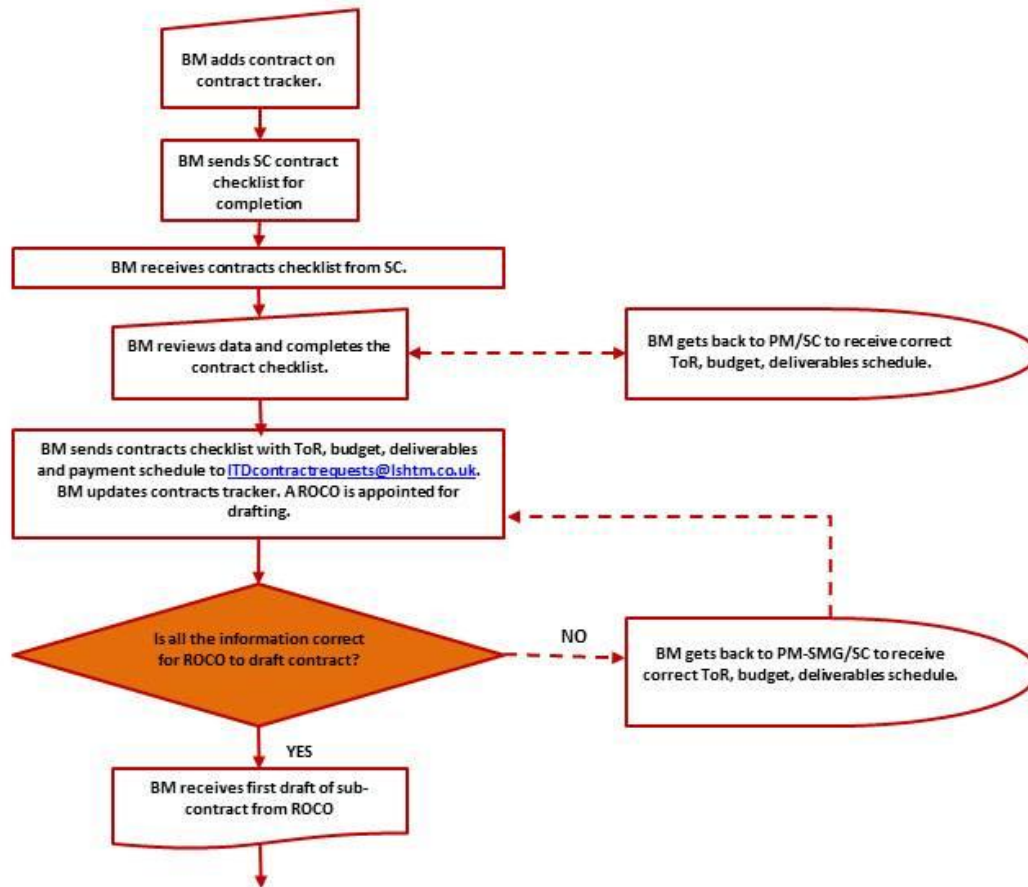 BM adds contract on
contract tracker.
BM sends SC contract
checklist for
completion
BM receives contracts checklist from SC.
BM reviews data and completes the
contract checklist.
BM gets back to PM/SC to receive correct
ToR, budget, deliverables schedule.
BM sends contracts checklist with ToR, budget, deliverables
and payment schedule to ITDcontractrequests@lshtm.co.uk.
BM updates contracts tracker. A ROCO is appointed for
drafting.
Is all the information correct
for ROCO to draft contract?
NO
BM gets back to PM-SMG/SC to receive
correct ToR, budget, deliverables schedule.
YES
BM receives first draft of sub-
contract from ROCO